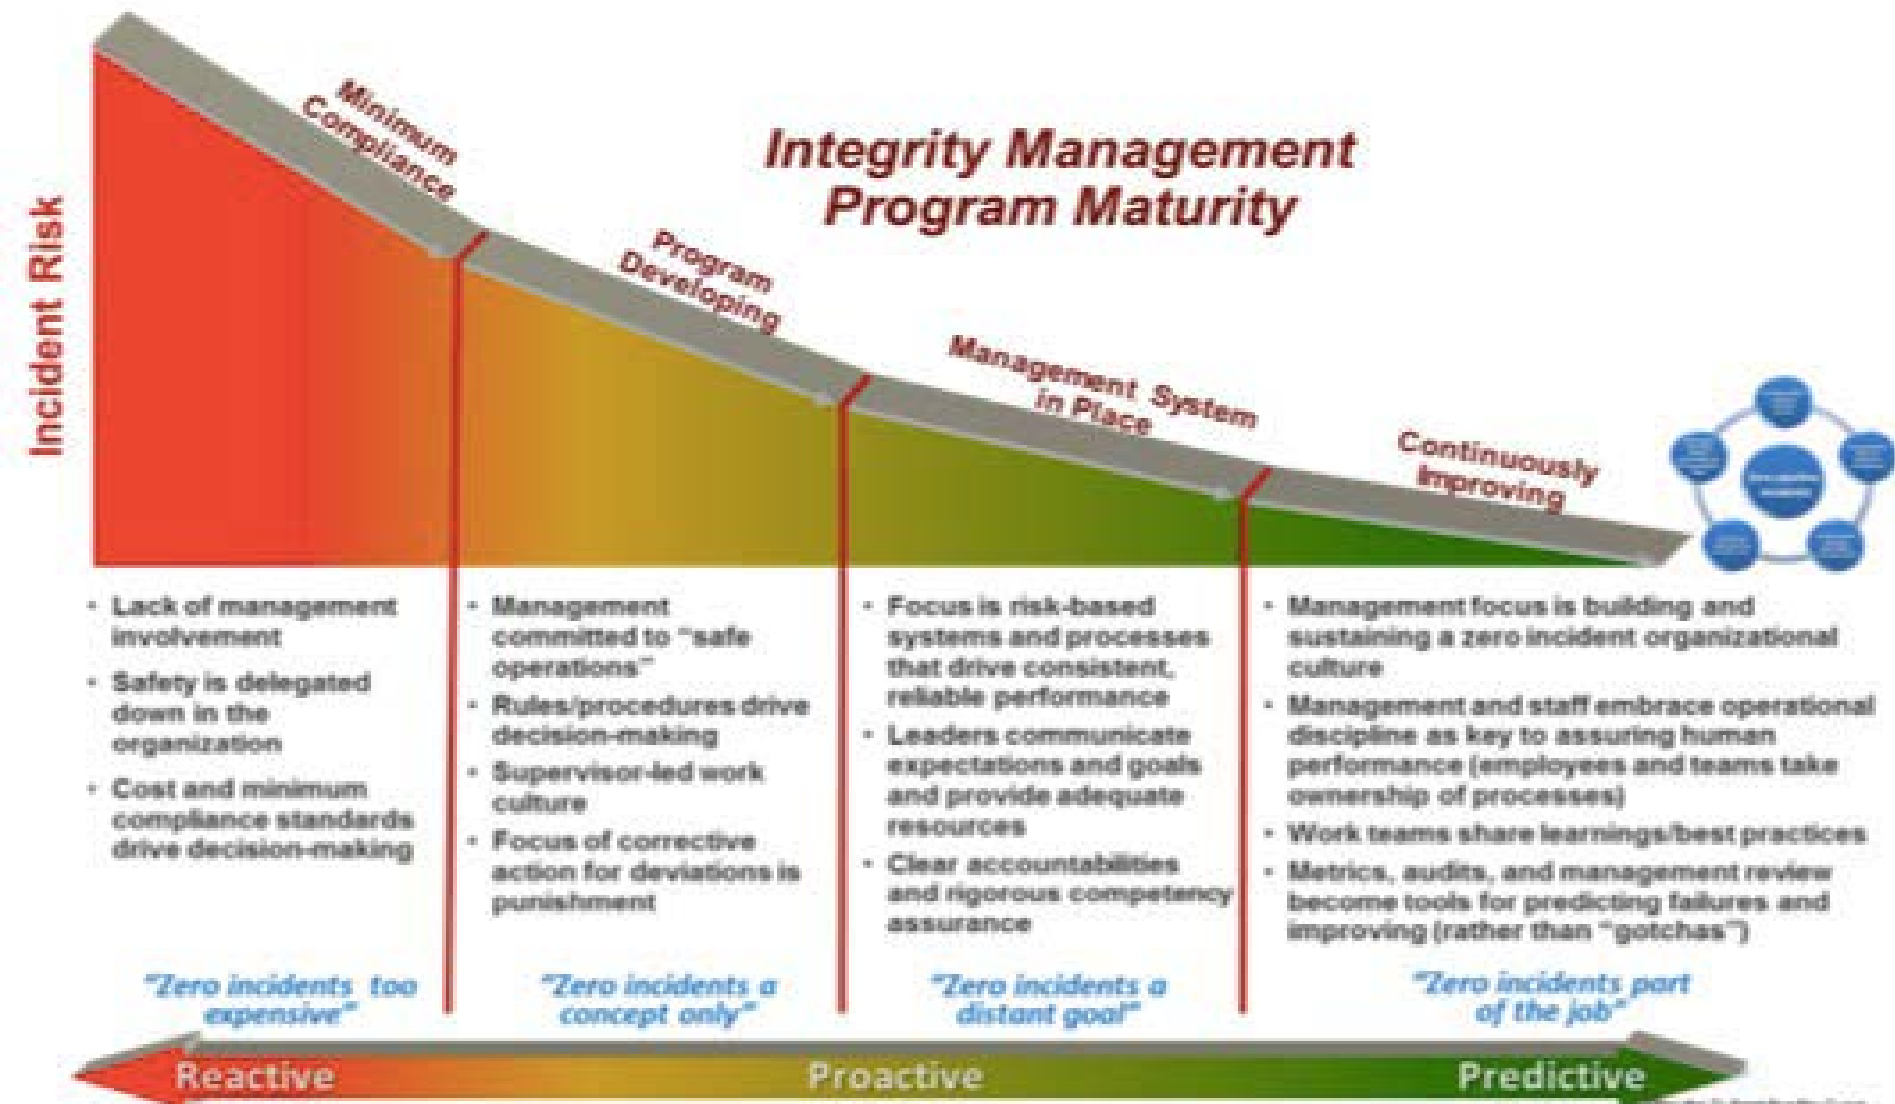 Minimum
Compliance
Integrity Management
Program Maturity
Incident Risk
Program
Developing
Management System
in Place
Continuously
Improving
• Lack of management
involvement
• Safety is delegated
down in the
organization
• Cost and minimum
compliance standards
drive decision-making
"Zero incidents too
expensive"
• Management
committed to "safe
operations"
• Rules/procedures drive
decision-making
• Supervisor-led work
culture
• Focus of corrective
action for deviations is
punishment
"Zero incidents a
concept only"
• Focus is risk-based
systems and processes
that drive consistent,
reliable performance
• Leaders communicate
expectations and goals
and provide adequate
resources
• Clear accountabilities
and rigorous competency
assurance
"Zero incidents a
distant goal"
• Management focus is building and
sustaining a zero incident organizational
culture
• Management and staff embrace operational
discipline as key to assuring human
performance (employees and teams take
ownership of processes)
• Work teams share learnings/best practices
• Metrics, audits, and management review
become tools for predicting failures and
improving (rather than "gotchas")
"Zero incidents part
of the job"
Reactive
Proactive
Predictive